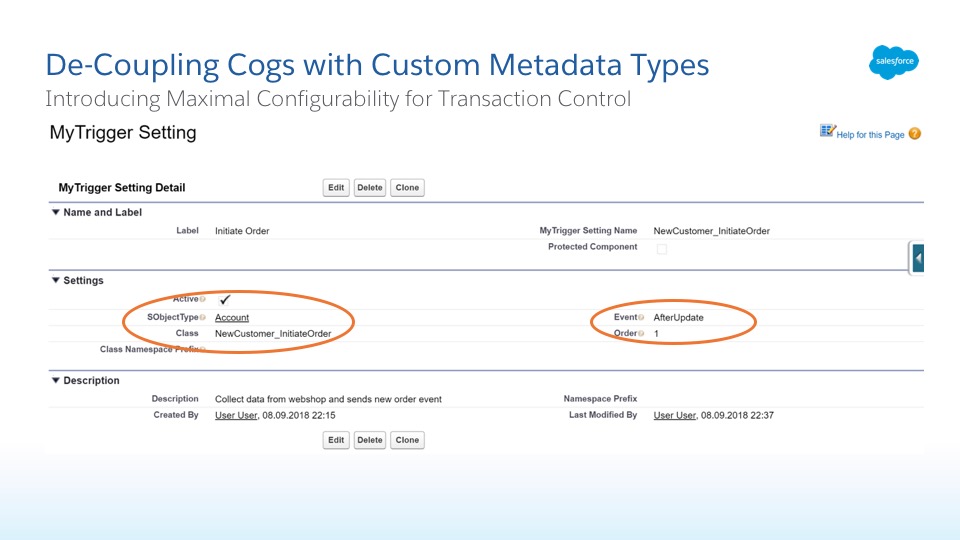 De-Coupling Cogs with Custom Metadata Types
salesforce
Introducing Maximal Configurability for Transaction Control
MyTrigger Setting
Help for this Page ?
MyTrigger Setting Detail Edit Delete Clone
Name and Label
Label Initiate Order MyTrigger Setting Name NewCustomer_InitiateOrder
Protected Component
Settings
Active
SObjectType Account Event AfterUpdate
Class NewCustomer_InitiateOrder Order 1
Class Namespace Prefix
Description
Description Collect data from webshop and sends new order event Namespace Prefix
Created By User User, 08.09.2018 22:15 Last Modified By User User, 08.09.2018 22:37
Edit Delete Clone